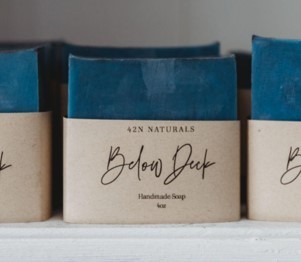 42N NATURALS
Below Deck
Handmade Soap
4oz